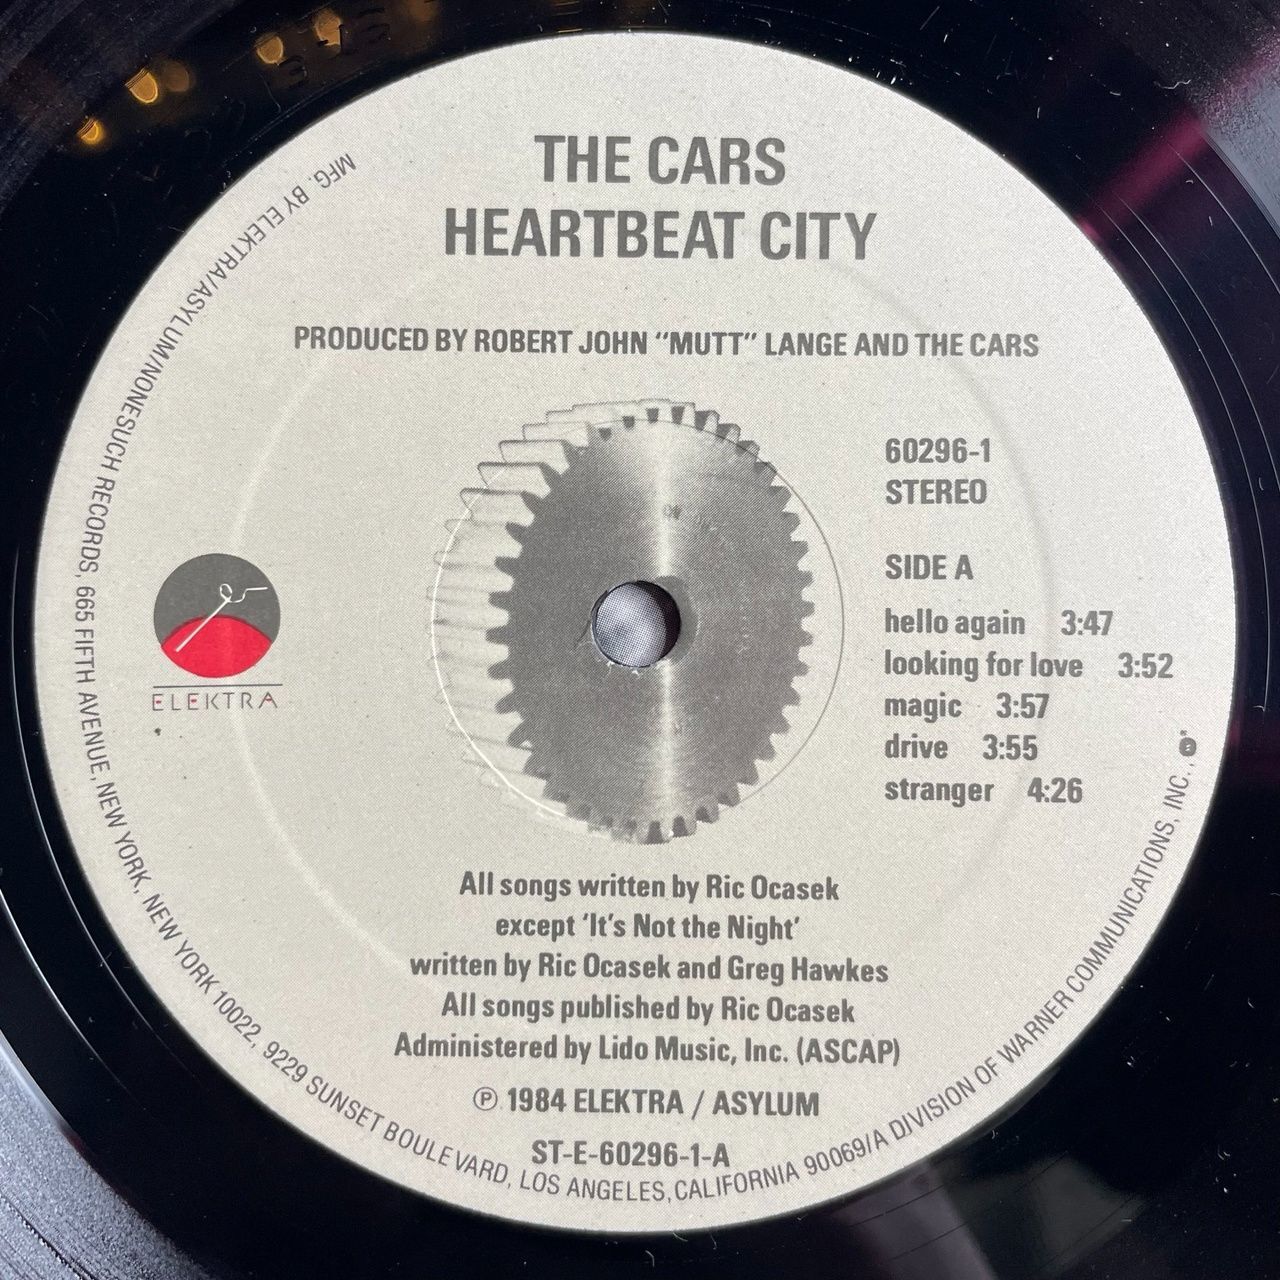 THE CARS
HEARTBEAT CITY
PRODUCED BY ROBERT JOHN "MUTT" LANGE AND THE CARS
60296-1
STEREO
SIDE A
hello again 3:47
looking for love 3:52
magic 3:57
drive 3:55
stranger 4:26
ELEKTRA
All songs written by Ric Ocasek
except 'It's Not the Night'
written by Ric Ocasek and Greg Hawkes
All songs published by Ric Ocasek
Administered by Lido Music, Inc. (ASCAP)
℗ 1984 ELEKTRA / ASYLUM
ST-E-60296-1-A
MFG. BY ELEKTRA/ASYLUM/NONESUCH RECORDS, 665 FIFTH AVENUE, NEW YORK, NEW YORK 10022, 9229 SUNSET BOULEVARD, LOS ANGELES, CALIFORNIA 90069/A DIVISION OF WARNER COMMUNICATIONS, INC.,